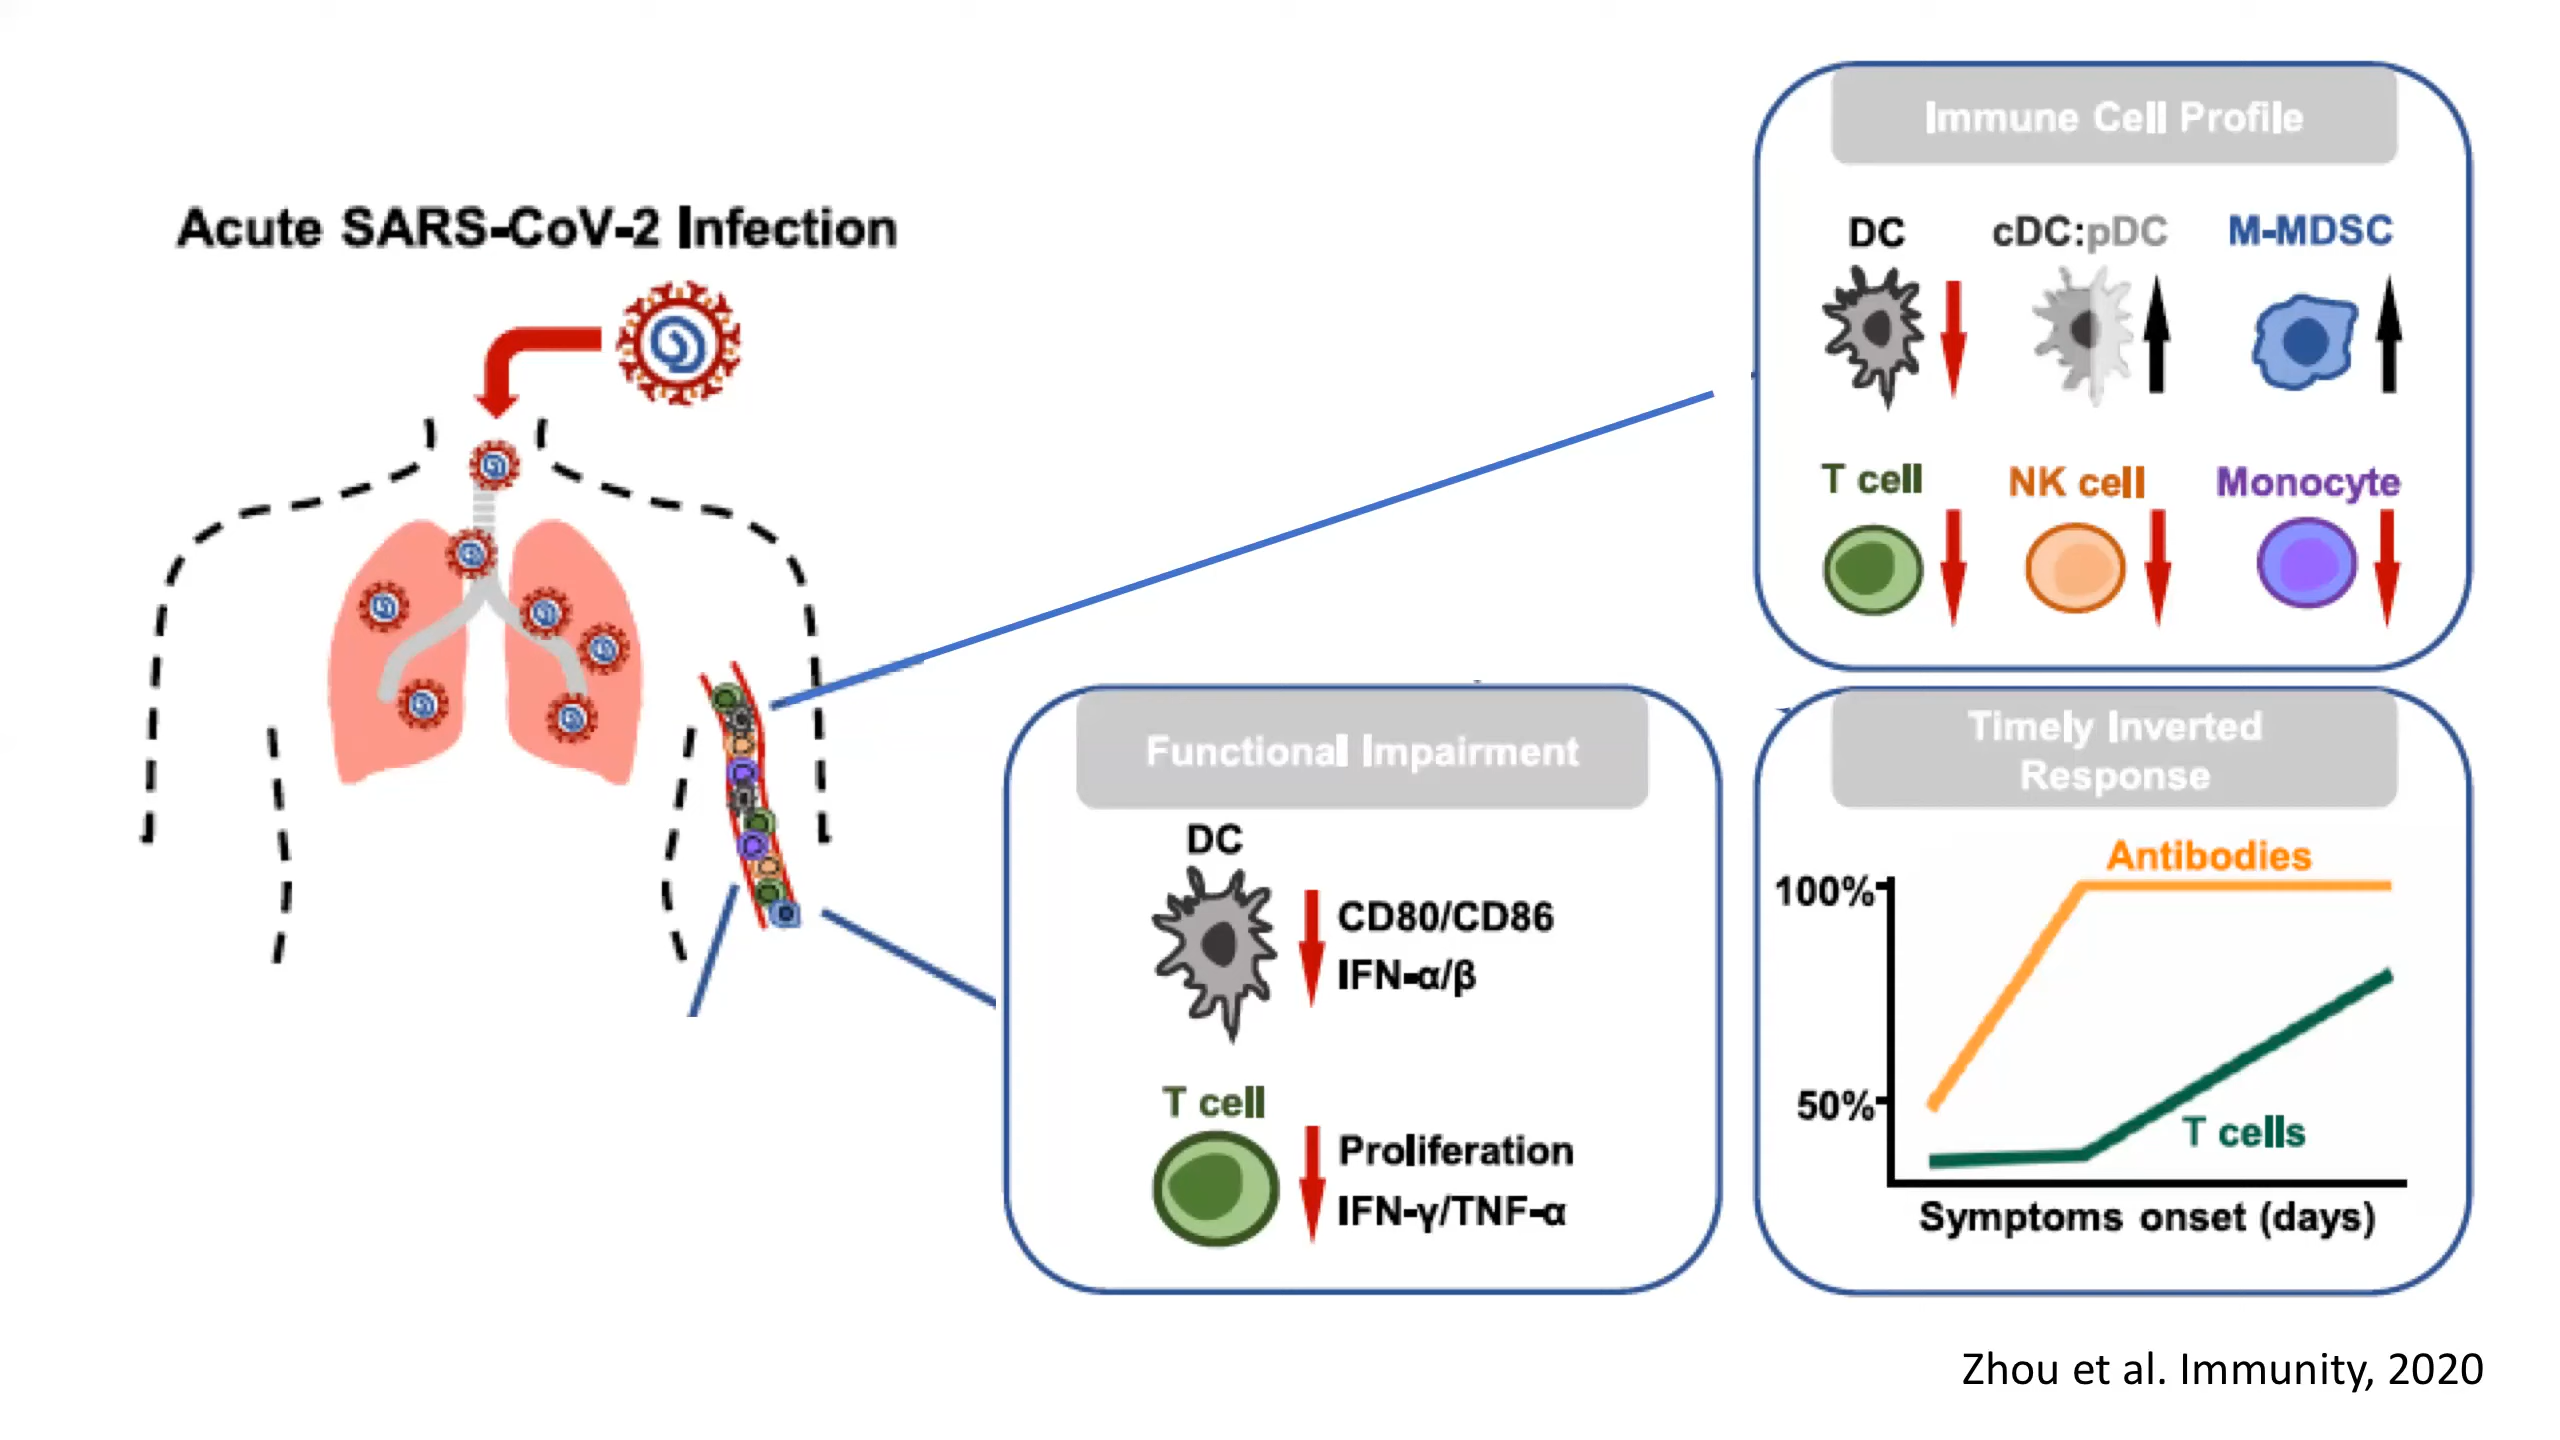 Acute SARS-CoV-2 Infection
Immune Cell Profile
DC
cDC:pDC
M-MDSC
T cell
NK cell
Monocyte
Functional Impairment
DC
CD80/CD86
IFN-α/β
T cell
Proliferation
IFN-γ/TNF-α
Timely Inverted
Response
Antibodies
100%
50%
T cells
Symptoms onset (days)
Zhou et al. Immunity, 2020